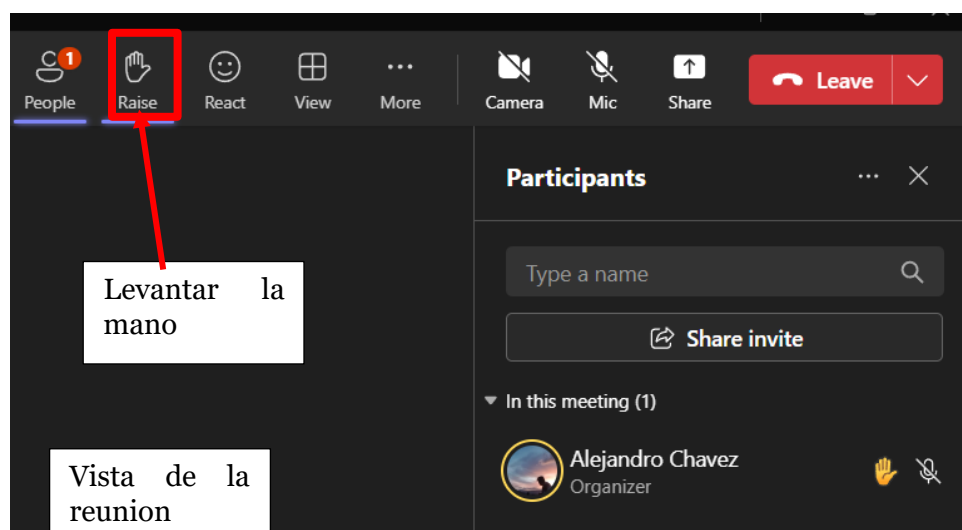 1
People Raise React View More Camera Mic Share Leave
Participants
Type a name
Share invite
In this meeting (1)
Alejandro Chavez
Organizer
Levantar la
mano
Vista de la
reunion